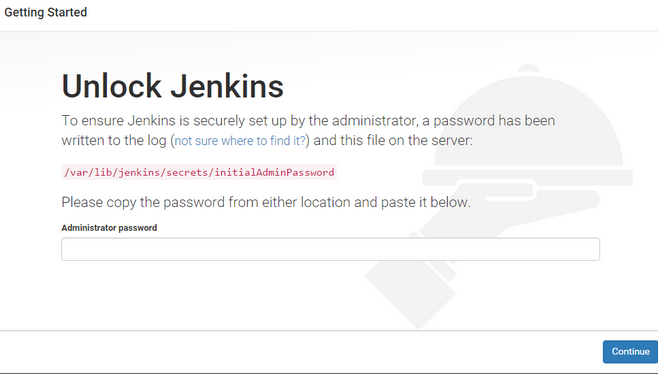 Getting Started
Unlock Jenkins
To ensure Jenkins is securely set up by the administrator, a password has been
written to the log (not sure where to find it?) and this file on the server:
/var/lib/jenkins/secrets/initialAdminPassword
Please copy the password from either location and paste it below.
Administrator password
Continue